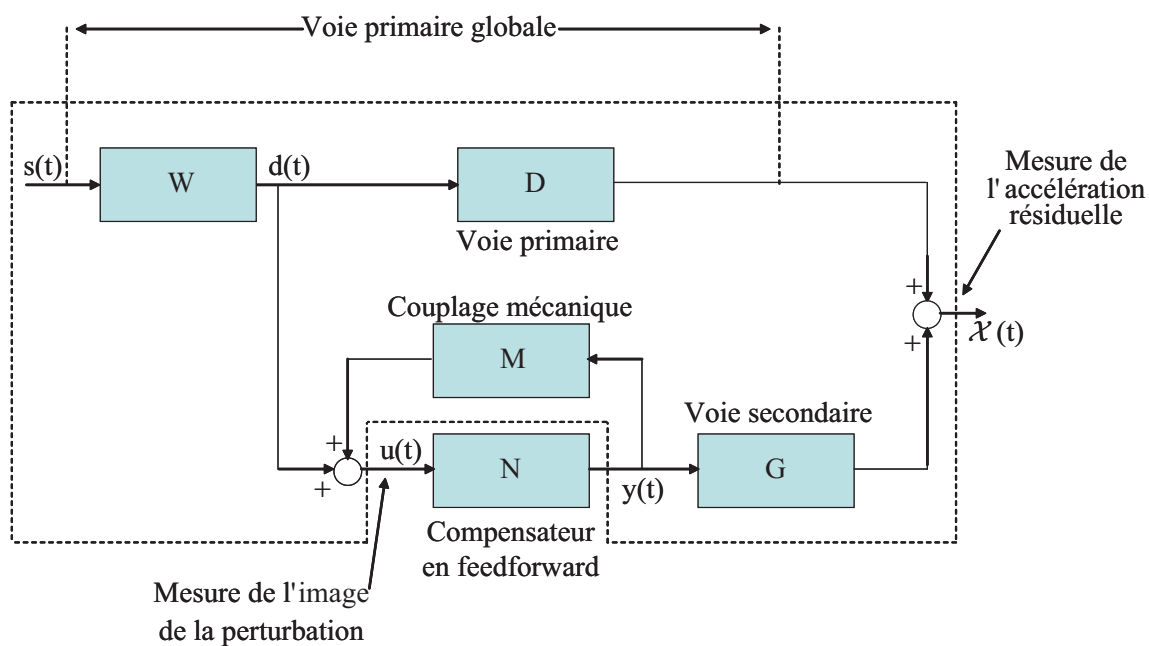 Voie primaire globale
s(t)
W
d(t)
D
Voie primaire
Mesure de
l'accélération
résiduelle
+
+
𝒳(t)
Couplage mécanique
M
Voie secondaire
+
+
u(t)
N
y(t)
G
Compensateur
en feedforward
Mesure de l'image
de la perturbation